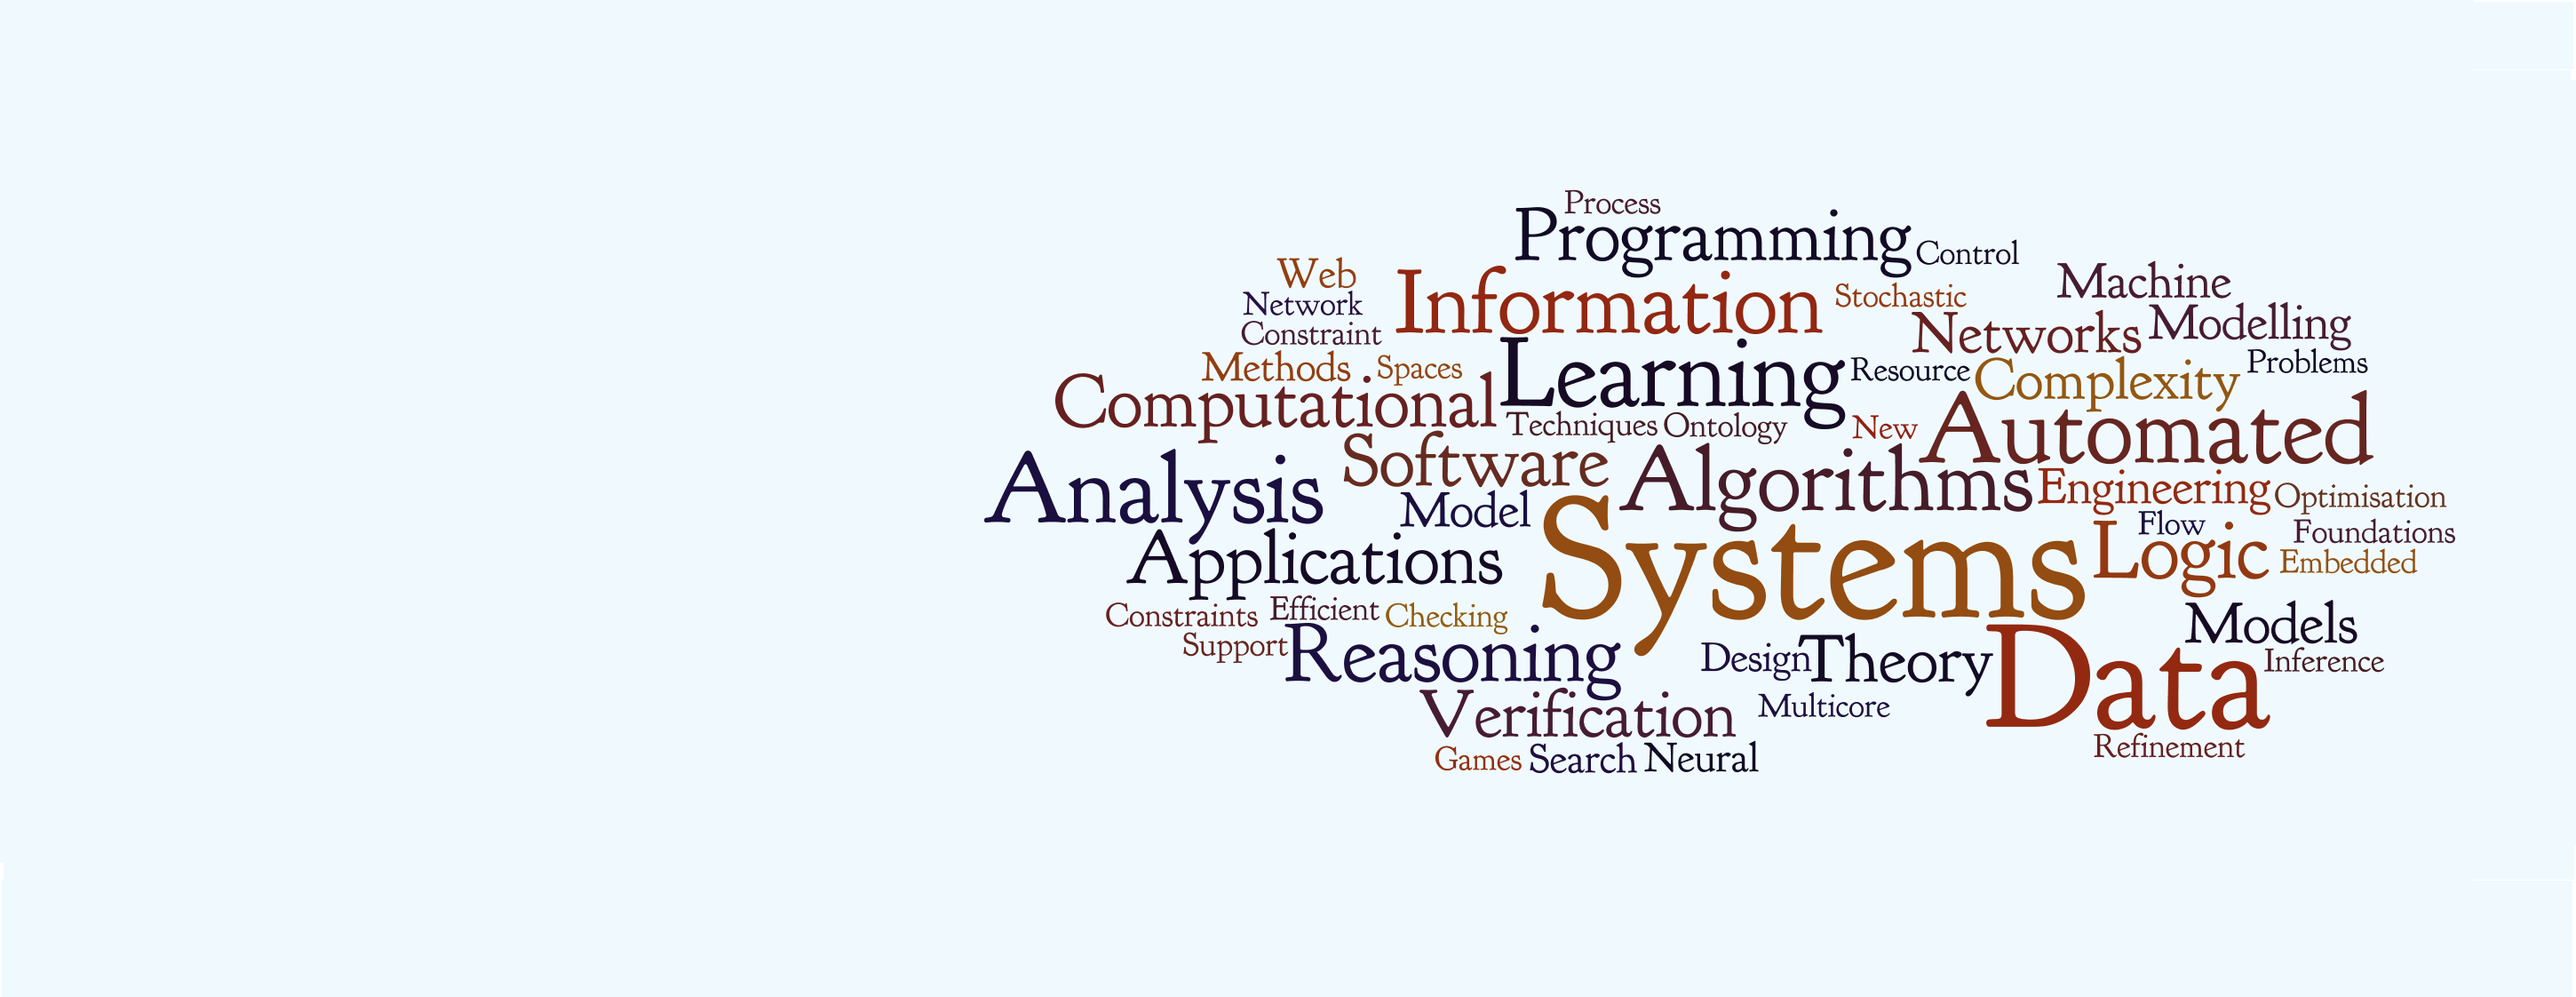 Process
Programming
Control
Web
Information
Machine
Stochastic
Network
Modelling
Constraint
Networks
Methods
Spaces
Learning
Resource
Problems
Complexity
Computational
Techniques
Ontology
New
Automated
Software
Algorithms
Analysis
Engineering
Optimisation
Model
Flow
Foundations
Systems
Logic
Embedded
Applications
Constraints
Efficient
Checking
Models
Support
Reasoning
Design
Theory
Data
Inference
Verification
Multicore
Refinement
Games
Search
Neural